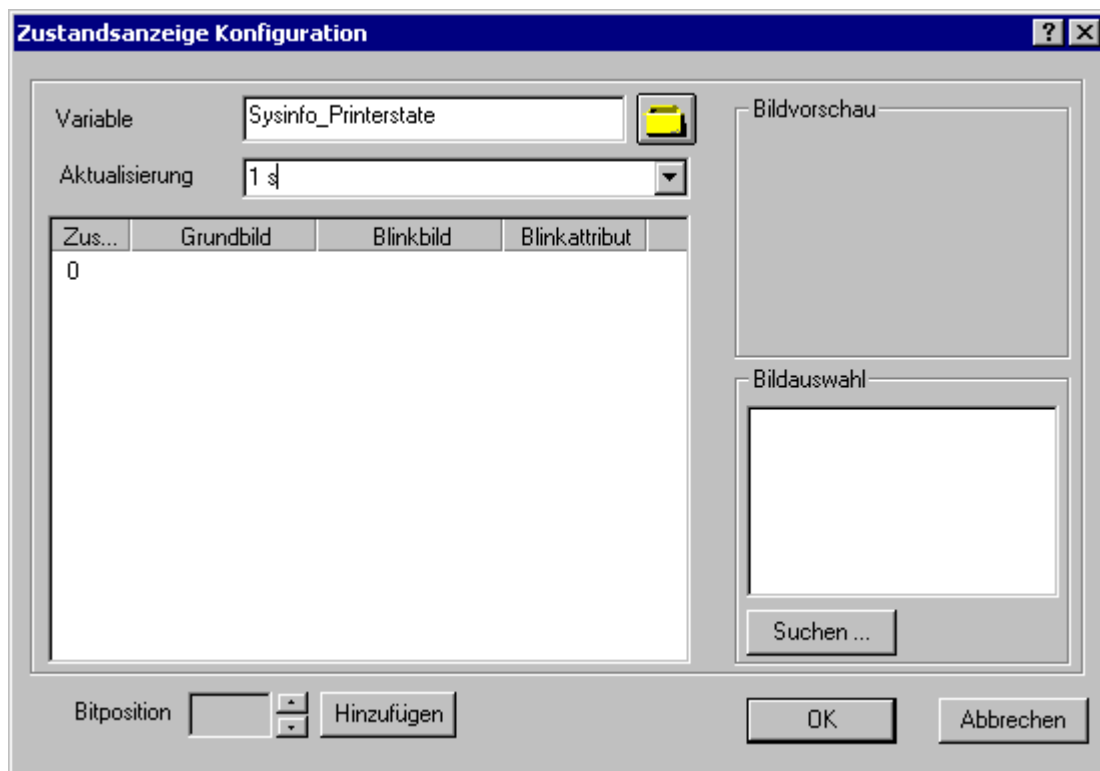 Zustandsanzeige Konfiguration
Variable
Sysinfo_Printerstate
Aktualisierung
1 s
Zus... Grundbild Blinkbild Blinkattribut
0
Bildvorschau
Bildauswahl
Suchen ...
Bitposition
Hinzufügen
OK
Abbrechen